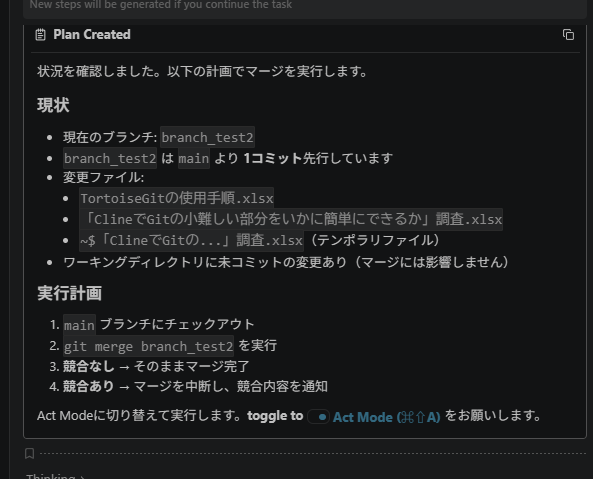 New steps will be generated if you continue the task
Plan Created
状況を確認しました。以下の計画でマージを実行します。
現状
現在のブランチ: branch_test2
branch_test2 は main より 1コミット先行しています
変更ファイル:
TortoiseGitの使用手順.xlsx
「ClineでGitの小難しい部分をいかに簡単にできるか」調査.xlsx
~$「ClineでGitの...」調査.xlsx（テンポラリファイル）
ワーキングディレクトリに未コミットの変更あり（マージには影響しません）
実行計画
1. main ブランチにチェックアウト
2. git merge branch_test2 を実行
3. 競合なし → そのままマージ完了
4. 競合あり → マージを中断し、競合内容を通知
Act Modeに切り替えて実行します。toggle to Act Mode (⌘⇧A) をお願いします。
Thinking